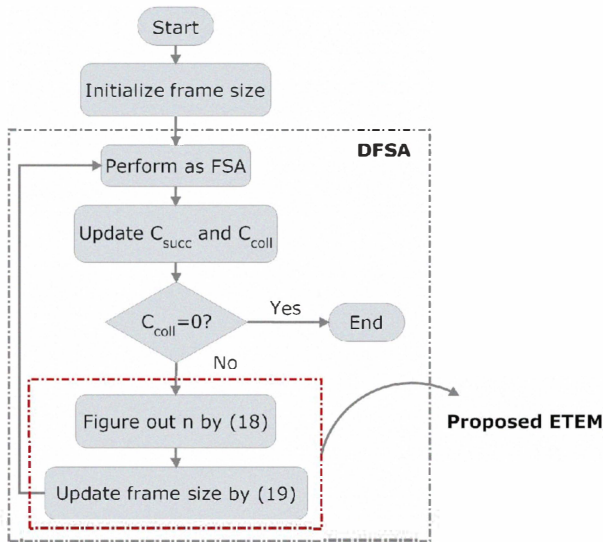 Start
Initialize frame size
DFSA
Perform as FSA
Update C_succ and C_coll
C_coll=0?
Yes
End
No
Figure out n by (18)
Proposed ETEM
Update frame size by (19)